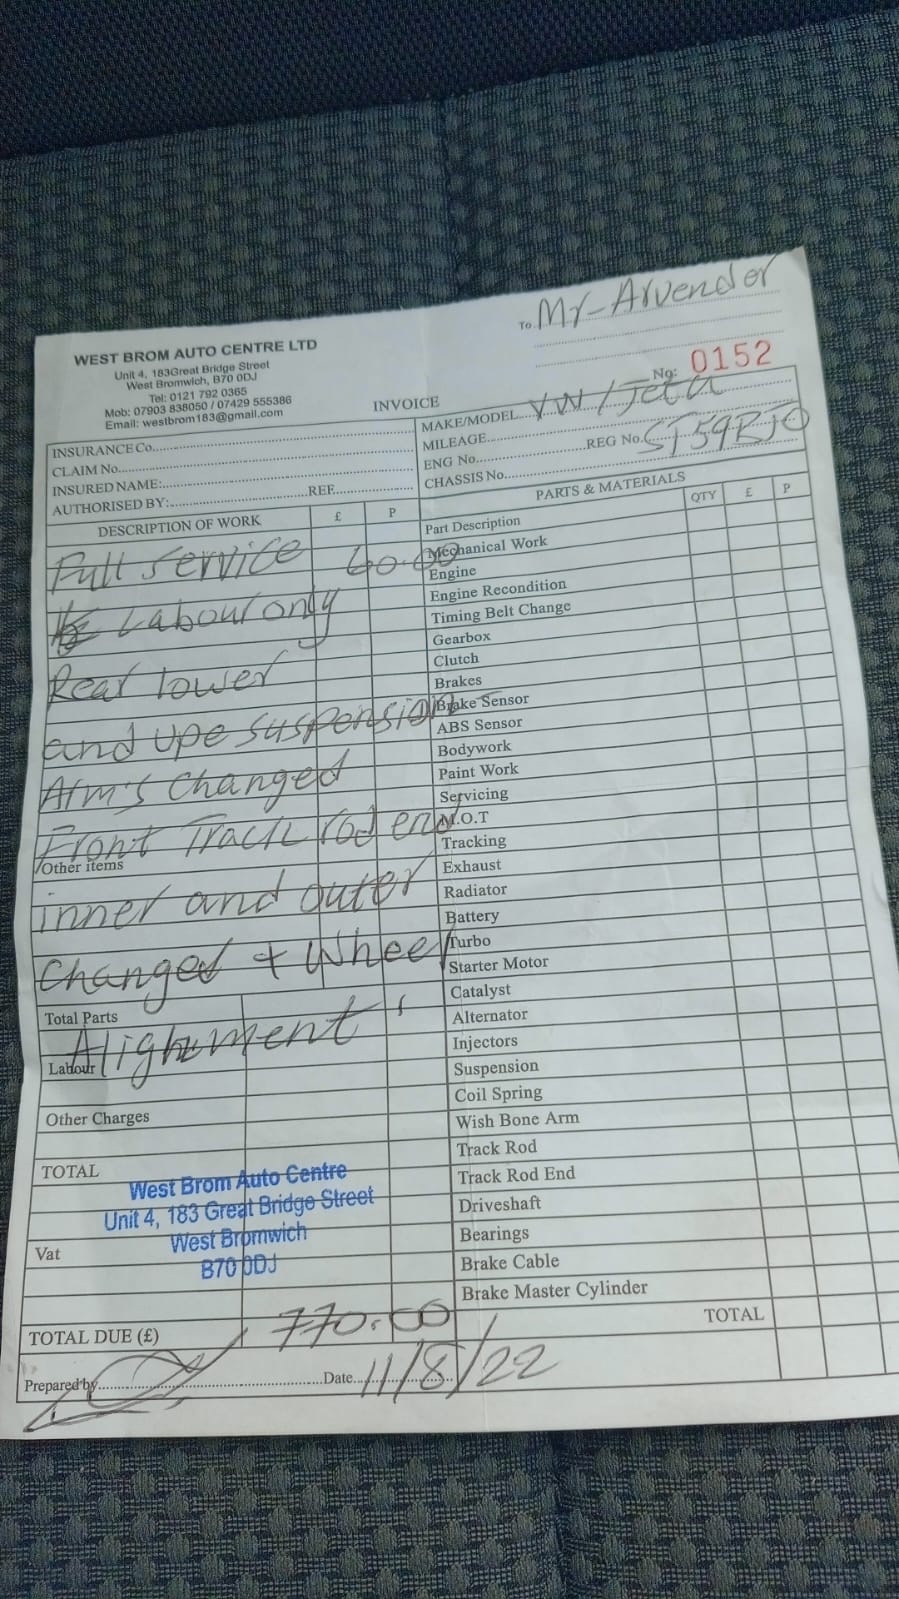 To. Mr-Arvender
WEST BROM AUTO CENTRE LTD
Unit 4, 183Great Bridge Street
West Bromwich, B70 0DJ
Tel: 0121 792 0365
Mob: 07903 838050 / 07429 555386
Email: westbrom183@gmail.com
INVOICE
No: 0152
INSURANCE Co.
CLAIM No.
INSURED NAME:
AUTHORISED BY: REF.
MAKE/MODEL VW/Jeta
MILEAGE
ENG No. REG No. ST59RJO
CHASSIS No.
DESCRIPTION OF WORK £ P
Full service 60.00
Labour only
Rear lower
and upe suspension
Arm's changed
Front Track rod end
Other items
inner and outer
changed + Wheel
Total Parts
Alignment
Labour
Other Charges
TOTAL
West Brom Auto Centre
Unit 4, 183 Great Bridge Street
West Bromwich
B70 0DJ
Vat
TOTAL DUE (£) 770.00
Prepared by Date 11/8/22
PARTS & MATERIALS
Part Description QTY £ P
Mechanical Work
Engine
Engine Recondition
Timing Belt Change
Gearbox
Clutch
Brakes
Brake Sensor
ABS Sensor
Bodywork
Paint Work
Servicing
M.O.T
Tracking
Exhaust
Radiator
Battery
Turbo
Starter Motor
Catalyst
Alternator
Injectors
Suspension
Coil Spring
Wish Bone Arm
Track Rod
Track Rod End
Driveshaft
Bearings
Brake Cable
Brake Master Cylinder
TOTAL